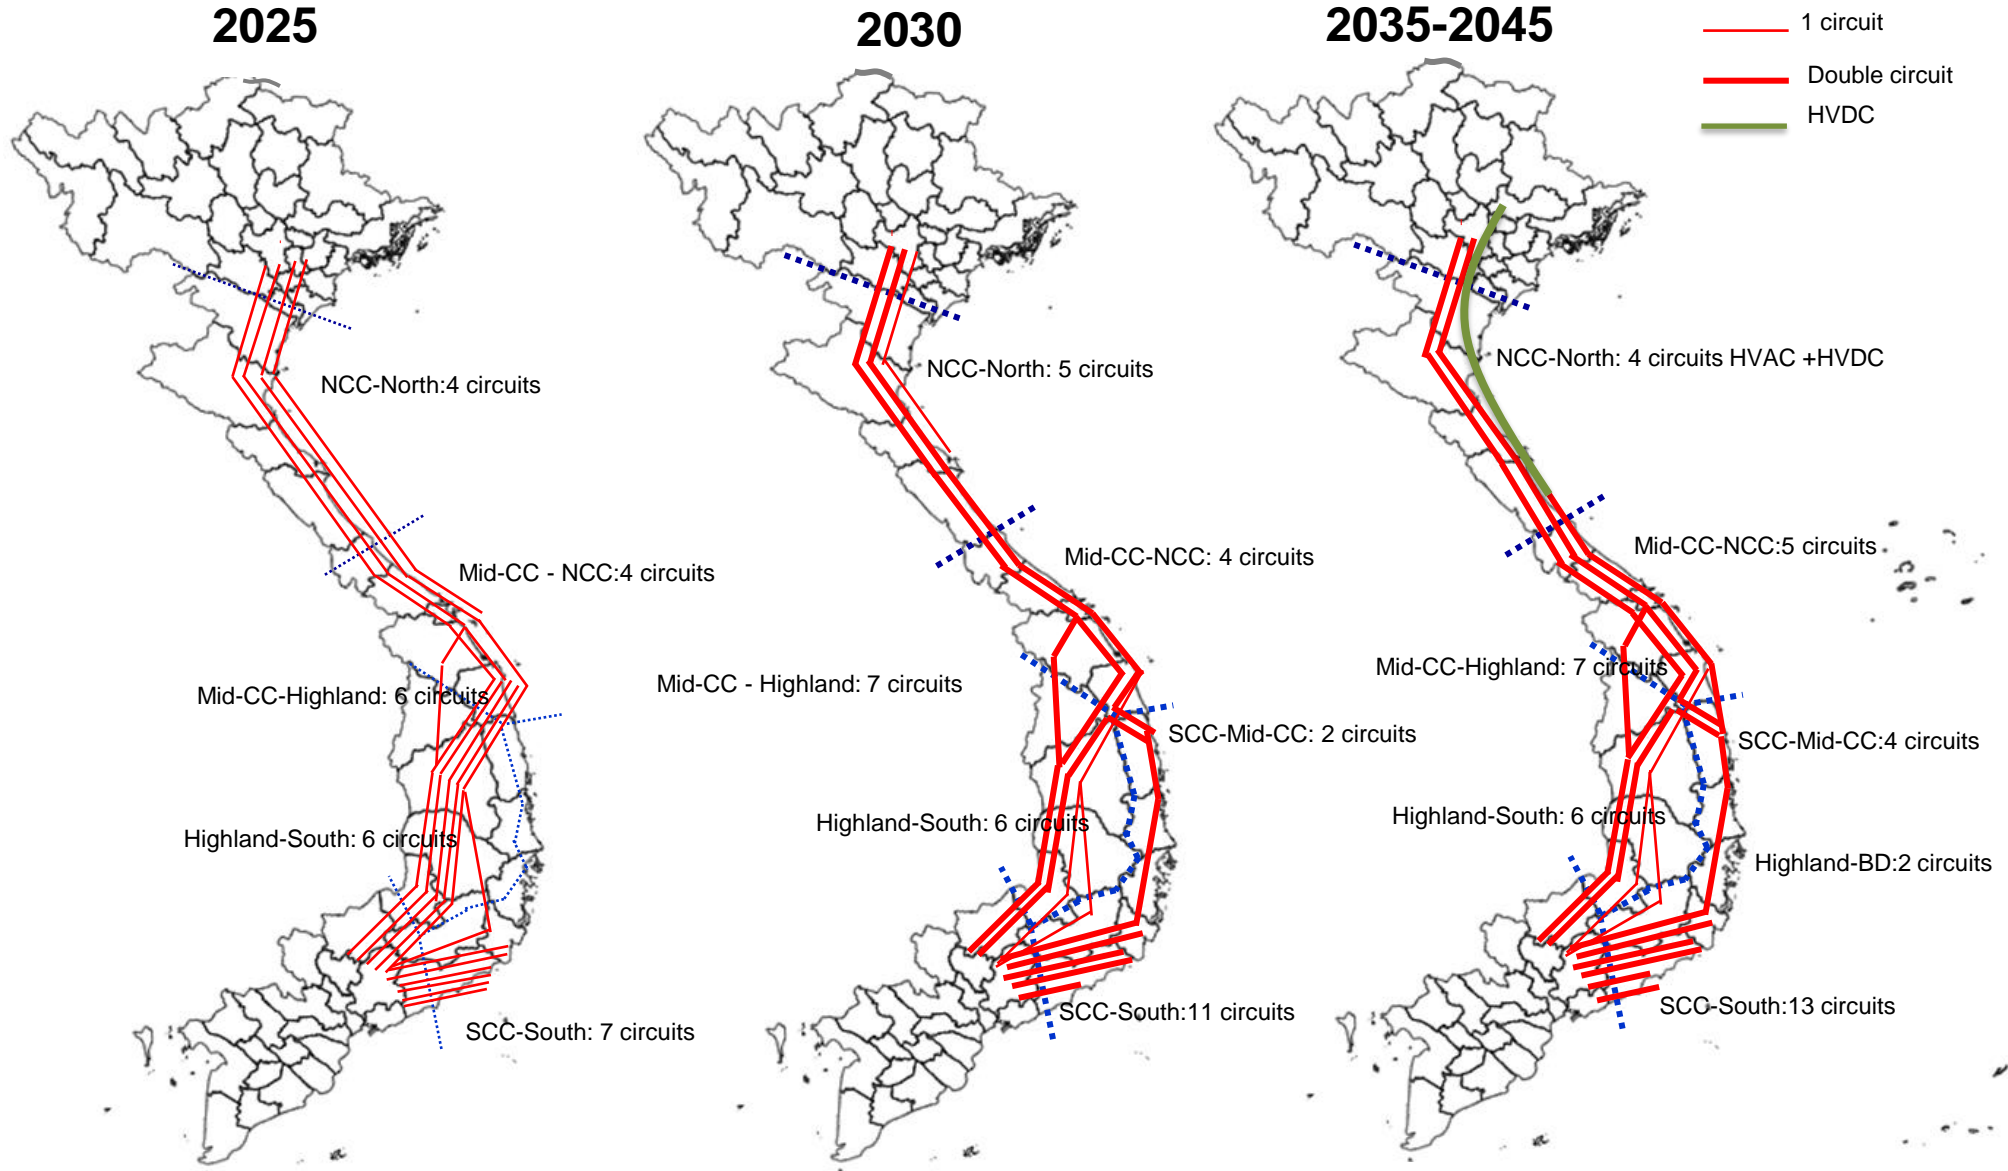 2025
2030
2035-2045
1 circuit
Double circuit
HVDC
NCC-North:4 circuits
Mid-CC - NCC:4 circuits
Mid-CC-Highland: 6 circuits
Highland-South: 6 circuits
SCC-South: 7 circuits
NCC-North: 5 circuits
Mid-CC-NCC: 4 circuits
Mid-CC - Highland: 7 circuits
SCC-Mid-CC: 2 circuits
Highland-South: 6 circuits
SCC-South:11 circuits
NCC-North: 4 circuits HVAC +HVDC
Mid-CC-NCC:5 circuits
Mid-CC-Highland: 7 circuits
SCC-Mid-CC:4 circuits
Highland-South: 6 circuits
Highland-BD:2 circuits
SCC-South:13 circuits